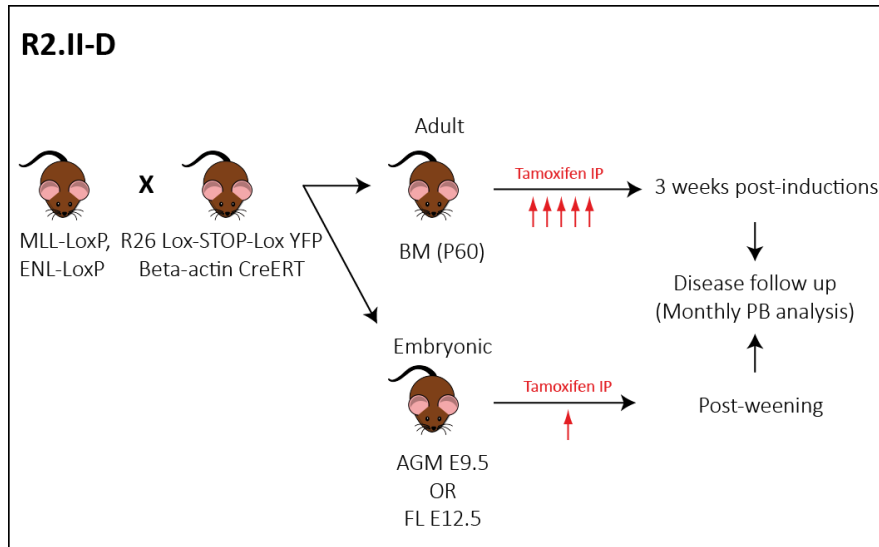 R2.II-D
Adult
Tamoxifen IP
X
3 weeks post-inductions
MLL-LoxP,
ENL-LoxP
R26 Lox-STOP-Lox YFP
Beta-actin CreERT
BM (P60)
Disease follow up
(Monthly PB analysis)
Embryonic
Tamoxifen IP
Post-weening
AGM E9.5
OR
FL E12.5